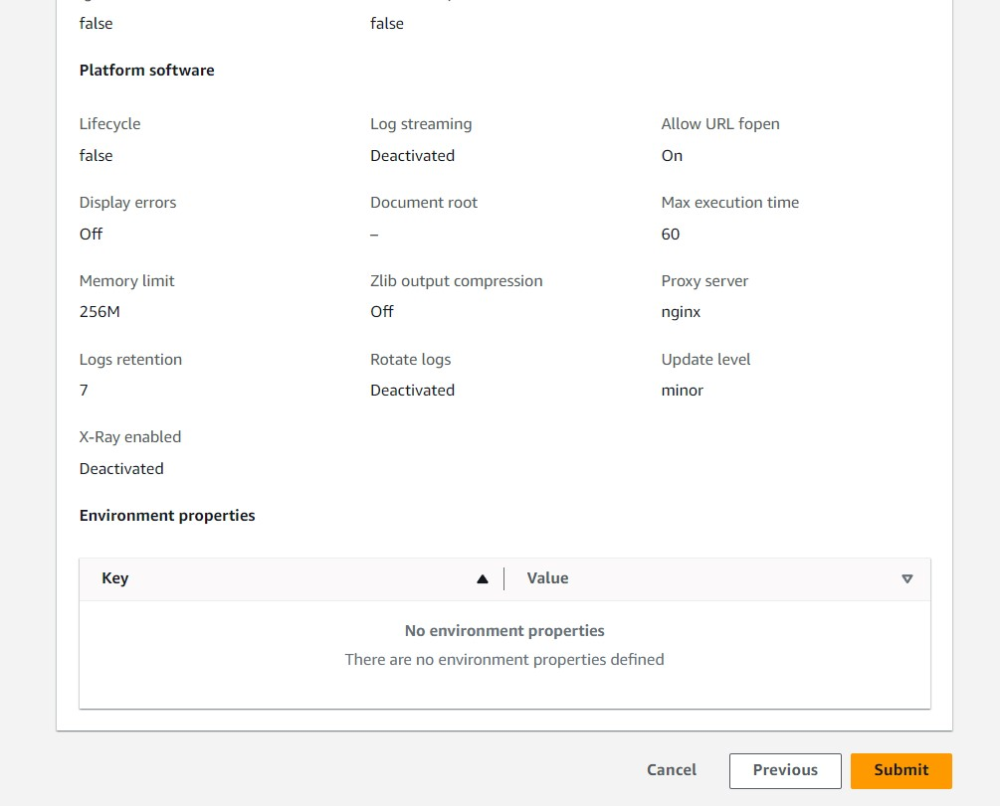 false false
Platform software
Lifecycle Log streaming Allow URL fopen
false Deactivated On
Display errors Document root Max execution time
Off – 60
Memory limit Zlib output compression Proxy server
256M Off nginx
Logs retention Rotate logs Update level
7 Deactivated minor
X-Ray enabled
Deactivated
Environment properties
Key Value
No environment properties
There are no environment properties defined
Cancel Previous Submit